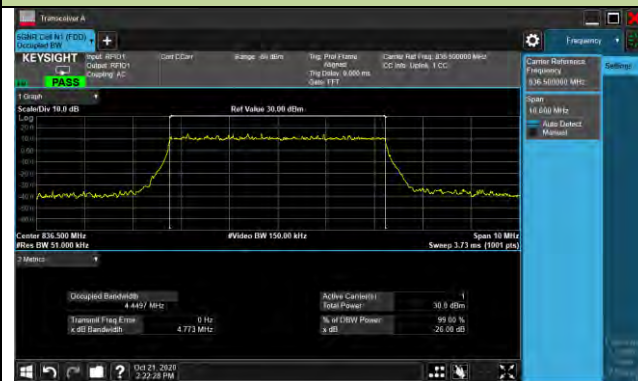 Transceiver A
5GNR Cell N1 (FDD)
Occupied BW
Frequency
KEYSIGHT
Input: RFIO1
Output: RFIO1
Coupling: AC
Corr CCorr
Trig: Prd Frame
Aligned
Trig Delay: 0.000 ms
Gate: FFT
Carrier Ref Freq: 836.500000 MHz
CC Info: Uplink, 1 CC
PASS
Carrier Reference
Frequency
836.500000 MHz
Settings
Span
10.000 MHz
Auto Detect
Manual
1 Graph
Scale/Div 10.0 dB
Ref Value 30.00 dBm
Log
Center 836.500 MHz
#Video BW 150.00 kHz
Span 10 MHz
#Res BW 51.000 kHz
Sweep 3.73 ms (1001 pts)
2 Metrics
Occupied Bandwidth
4.4497 MHz
Active Carrier(s)
1
Total Power
30.0 dBm
Transmit Freq Error
0 Hz
% of OBW Power
99.00 %
x dB Bandwidth
4.773 MHz
x dB
-26.00 dB
Oct 21, 2020
2:22:28 PM